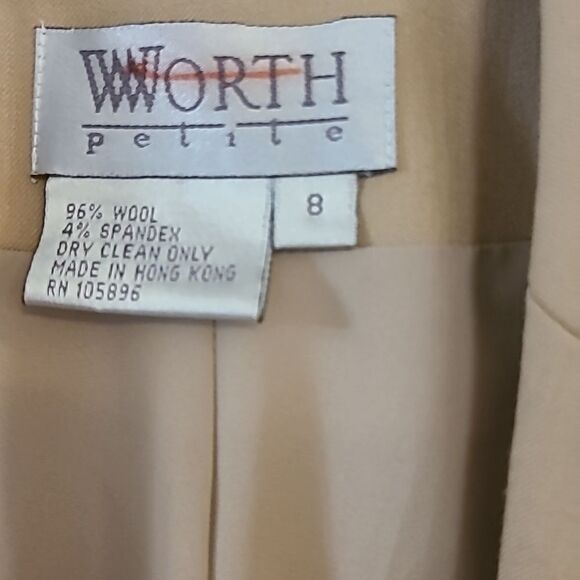 WORTH
petite
8
96% WOOL
4% SPANDEX
DRY CLEAN ONLY
MADE IN HONG KONG
RN 105896